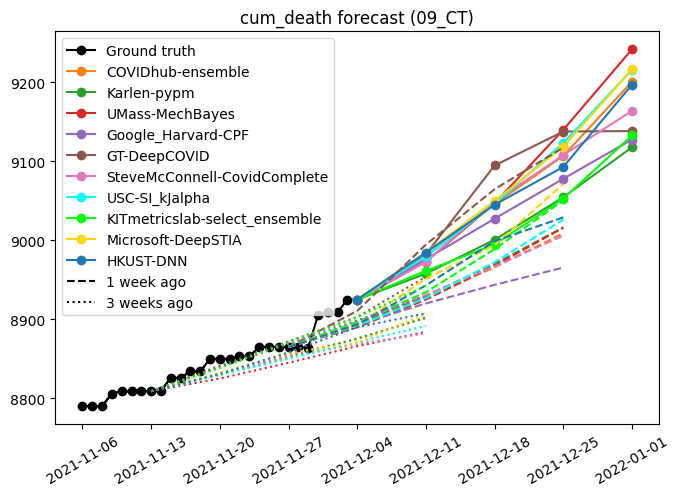 cum_death forecast (09_CT)
Ground truth
COVIDhub-ensemble
Karlen-pypm
UMass-MechBayes
Google_Harvard-CPF
GT-DeepCOVID
SteveMcConnell-CovidComplete
USC-SI_kJalpha
KITmetricslab-select_ensemble
Microsoft-DeepSTIA
HKUST-DNN
1 week ago
3 weeks ago
9200
9100
9000
8900
8800
2021-11-06
2021-11-13
2021-11-20
2021-11-27
2021-12-04
2021-12-11
2021-12-18
2021-12-25
2022-01-01